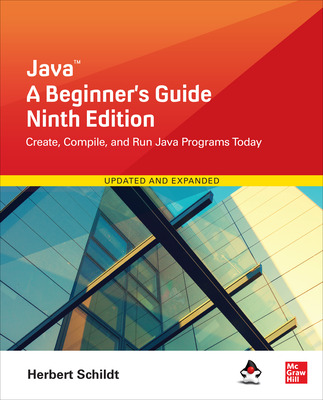 Java™
A Beginner's Guide
Ninth Edition
Create, Compile, and Run Java Programs Today
UPDATED AND EXPANDED
Herbert Schildt
Mc
Graw
Hill